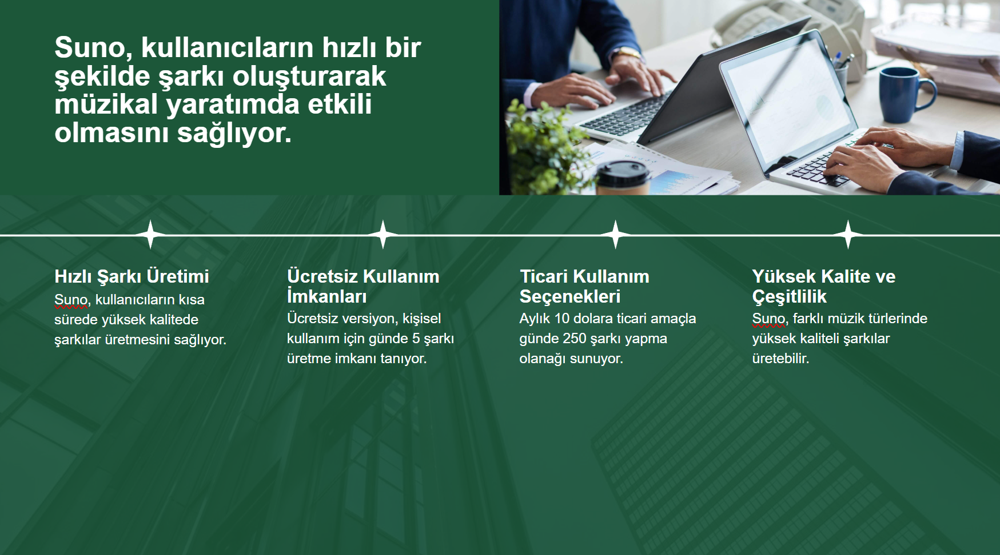 Suno, kullanıcıların hızlı bir
şekilde şarkı oluşturarak
müzikal yaratımda etkili
olmasını sağlıyor.
Hızlı Şarkı Üretimi
Suno, kullanıcıların kısa
sürede yüksek kalitede
şarkılar üretmesini sağlıyor.
Ücretsiz Kullanım
İmkanları
Ücretsiz versiyon, kişisel
kullanım için günde 5 şarkı
üretme imkanı tanıyor.
Ticari Kullanım
Seçenekleri
Aylık 10 dolara ticari amaçla
günde 250 şarkı yapma
olanağı sunuyor.
Yüksek Kalite ve
Çeşitlilik
Suno, farklı müzik türlerinde
yüksek kaliteli şarkılar
üretebilir.